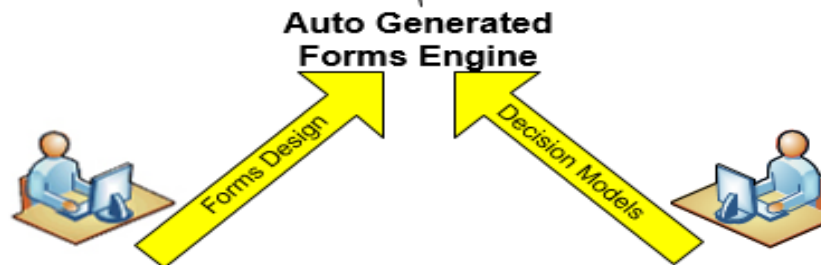 Auto Generated
Forms Engine
Forms Design
Decision Models